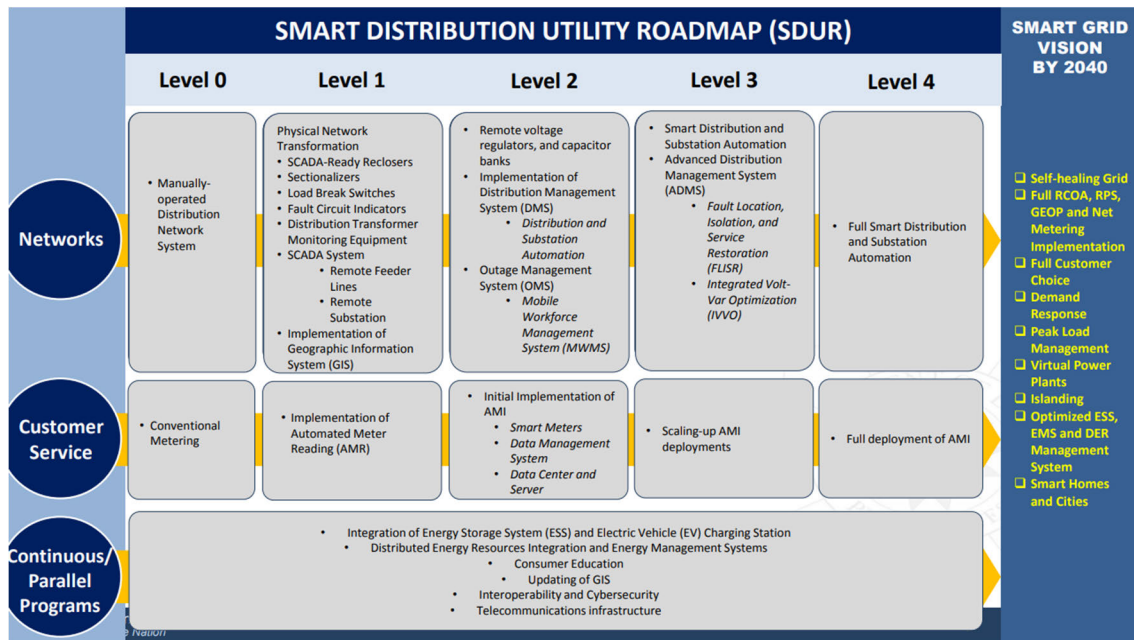 SMART DISTRIBUTION UTILITY ROADMAP (SDUR)
SMART GRID
VISION
BY 2040
Level 0
Level 1
Level 2
Level 3
Level 4
Networks
• Manually-
operated
Distribution
Network
System
Physical Network
Transformation
• SCADA-Ready Reclosers
• Sectionalizers
• Load Break Switches
• Fault Circuit Indicators
• Distribution Transformer
Monitoring Equipment
• SCADA System
• Remote Feeder
Lines
• Remote
Substation
• Implementation of
Geographic Information
System (GIS)
• Remote voltage
regulators, and capacitor
banks
• Implementation of
Distribution Management
System (DMS)
• Distribution and
Substation
Automation
• Outage Management
System (OMS)
• Mobile
Workforce
Management
System (MWMS)
• Smart Distribution and
Substation Automation
• Advanced Distribution
Management System
(ADMS)
• Fault Location,
Isolation, and
Service
Restoration
(FLISR)
• Integrated Volt-
Var Optimization
(IVVO)
• Full Smart Distribution
and Substation
Automation
Customer
Service
• Conventional
Metering
• Implementation of
Automated Meter
Reading (AMR)
• Initial Implementation of
AMI
• Smart Meters
• Data Management
System
• Data Center and
Server
• Scaling-up AMI
deployments
• Full deployment of AMI
Continuous/
Parallel
Programs
• Integration of Energy Storage System (ESS) and Electric Vehicle (EV) Charging Station
• Distributed Energy Resources Integration and Energy Management Systems
• Consumer Education
• Updating of GIS
• Interoperability and Cybersecurity
• Telecommunications infrastructure
❑ Self-healing Grid
❑ Full RCOA, RPS,
GEOP and Net
Metering
Implementation
❑ Full Customer
Choice
❑ Demand
Response
❑ Peak Load
Management
❑ Virtual Power
Plants
❑ Islanding
❑ Optimized ESS,
EMS and DER
Management
System
❑ Smart Homes
and Cities
Nation